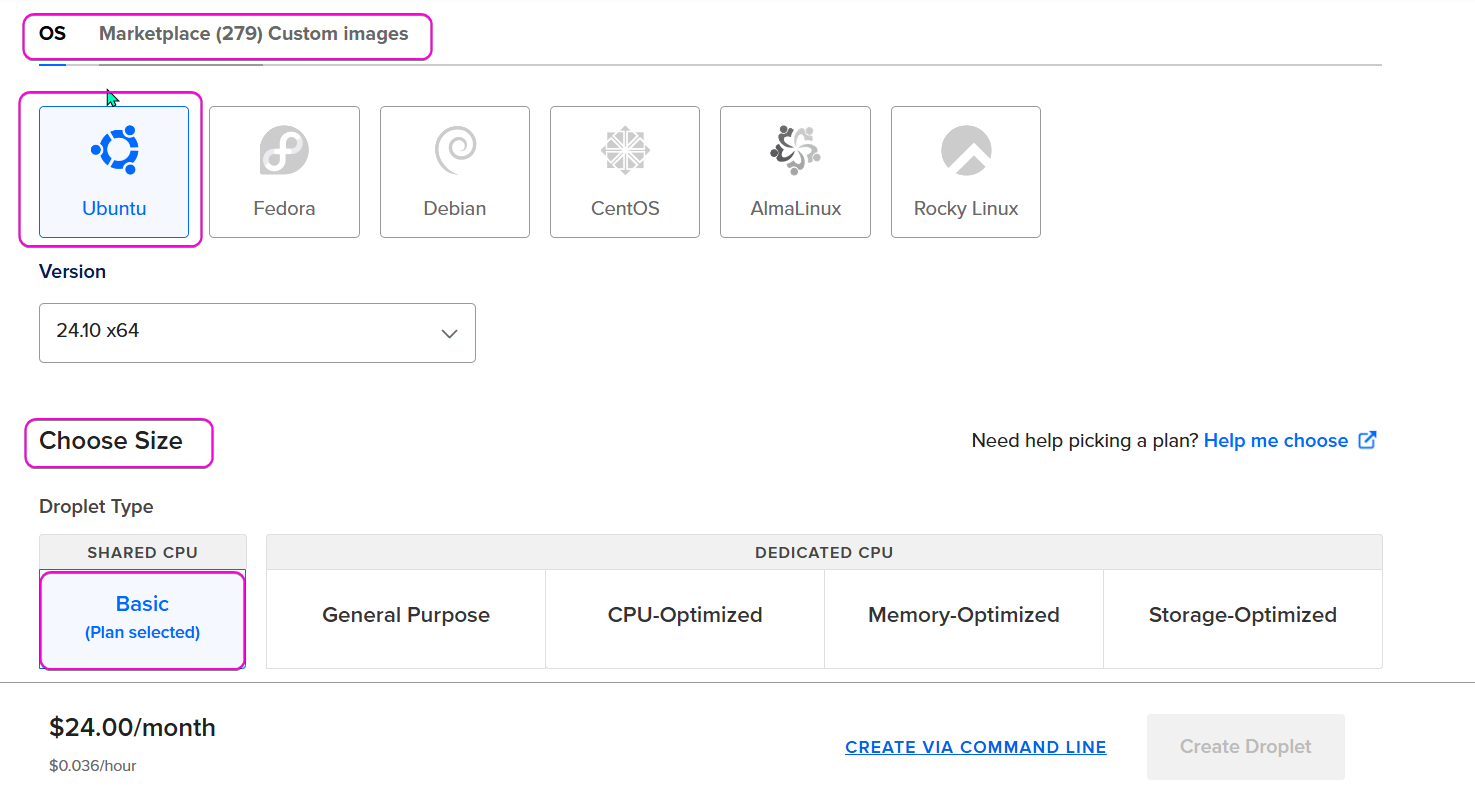 OS Marketplace (279) Custom images
Ubuntu Fedora Debian CentOS AlmaLinux Rocky Linux
Version
24.10 x64
Choose Size
Need help picking a plan? Help me choose
Droplet Type
SHARED CPU DEDICATED CPU
Basic
(Plan selected)
General Purpose CPU-Optimized Memory-Optimized Storage-Optimized
$24.00/month
$0.036/hour
CREATE VIA COMMAND LINE Create Droplet